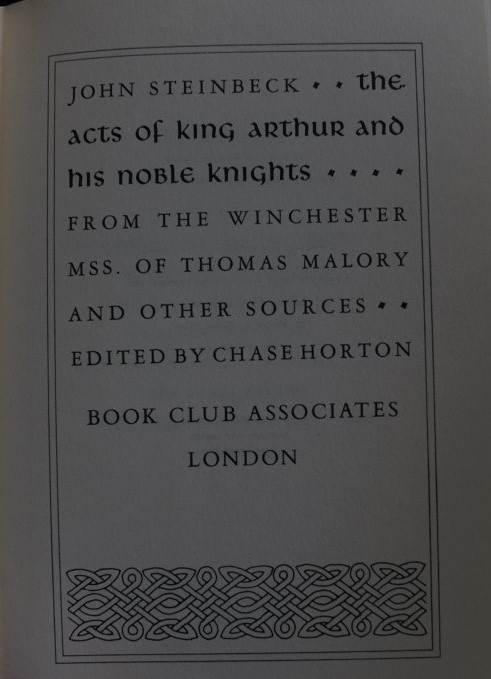 JOHN STEINBECK • • the
acts of king arthur and
his noble knights • • • •
FROM THE WINCHESTER
MSS. OF THOMAS MALORY
AND OTHER SOURCES • •
EDITED BY CHASE HORTON
BOOK CLUB ASSOCIATES
LONDON